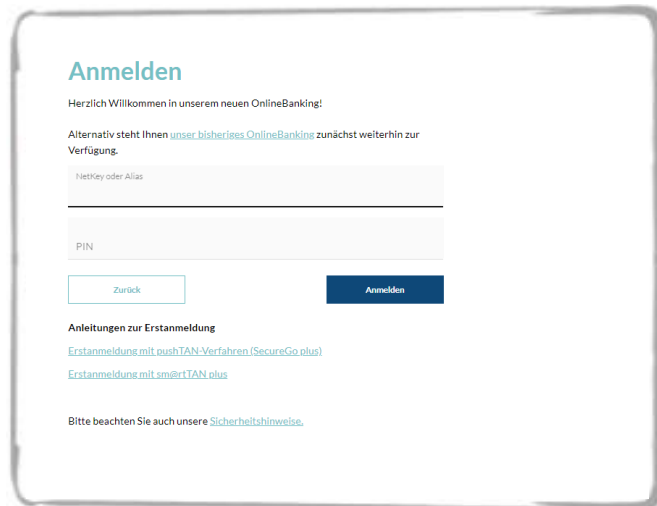 Anmelden
Herzlich Willkommen in unserem neuen OnlineBanking!
Alternativ steht Ihnen unser bisheriges OnlineBanking zunächst weiterhin zur
Verfügung.
NetKey oder Alias
PIN
Zurück
Anmelden
Anleitungen zur Erstanmeldung
Erstanmeldung mit pushTAN-Verfahren (SecureGo plus)
Erstanmeldung mit sm@rtTAN plus
Bitte beachten Sie auch unsere Sicherheitshinweise.